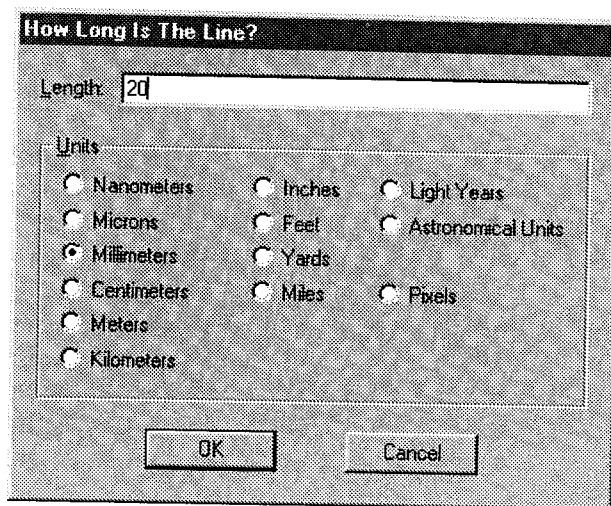 How Long Is The Line?
Length: 20
Units
Nanometers
Microns
Millimeters
Centimeters
Meters
Kilometers
Inches
Feet
Yards
Miles
Light Years
Astronomical Units
Pixels
OK
Cancel